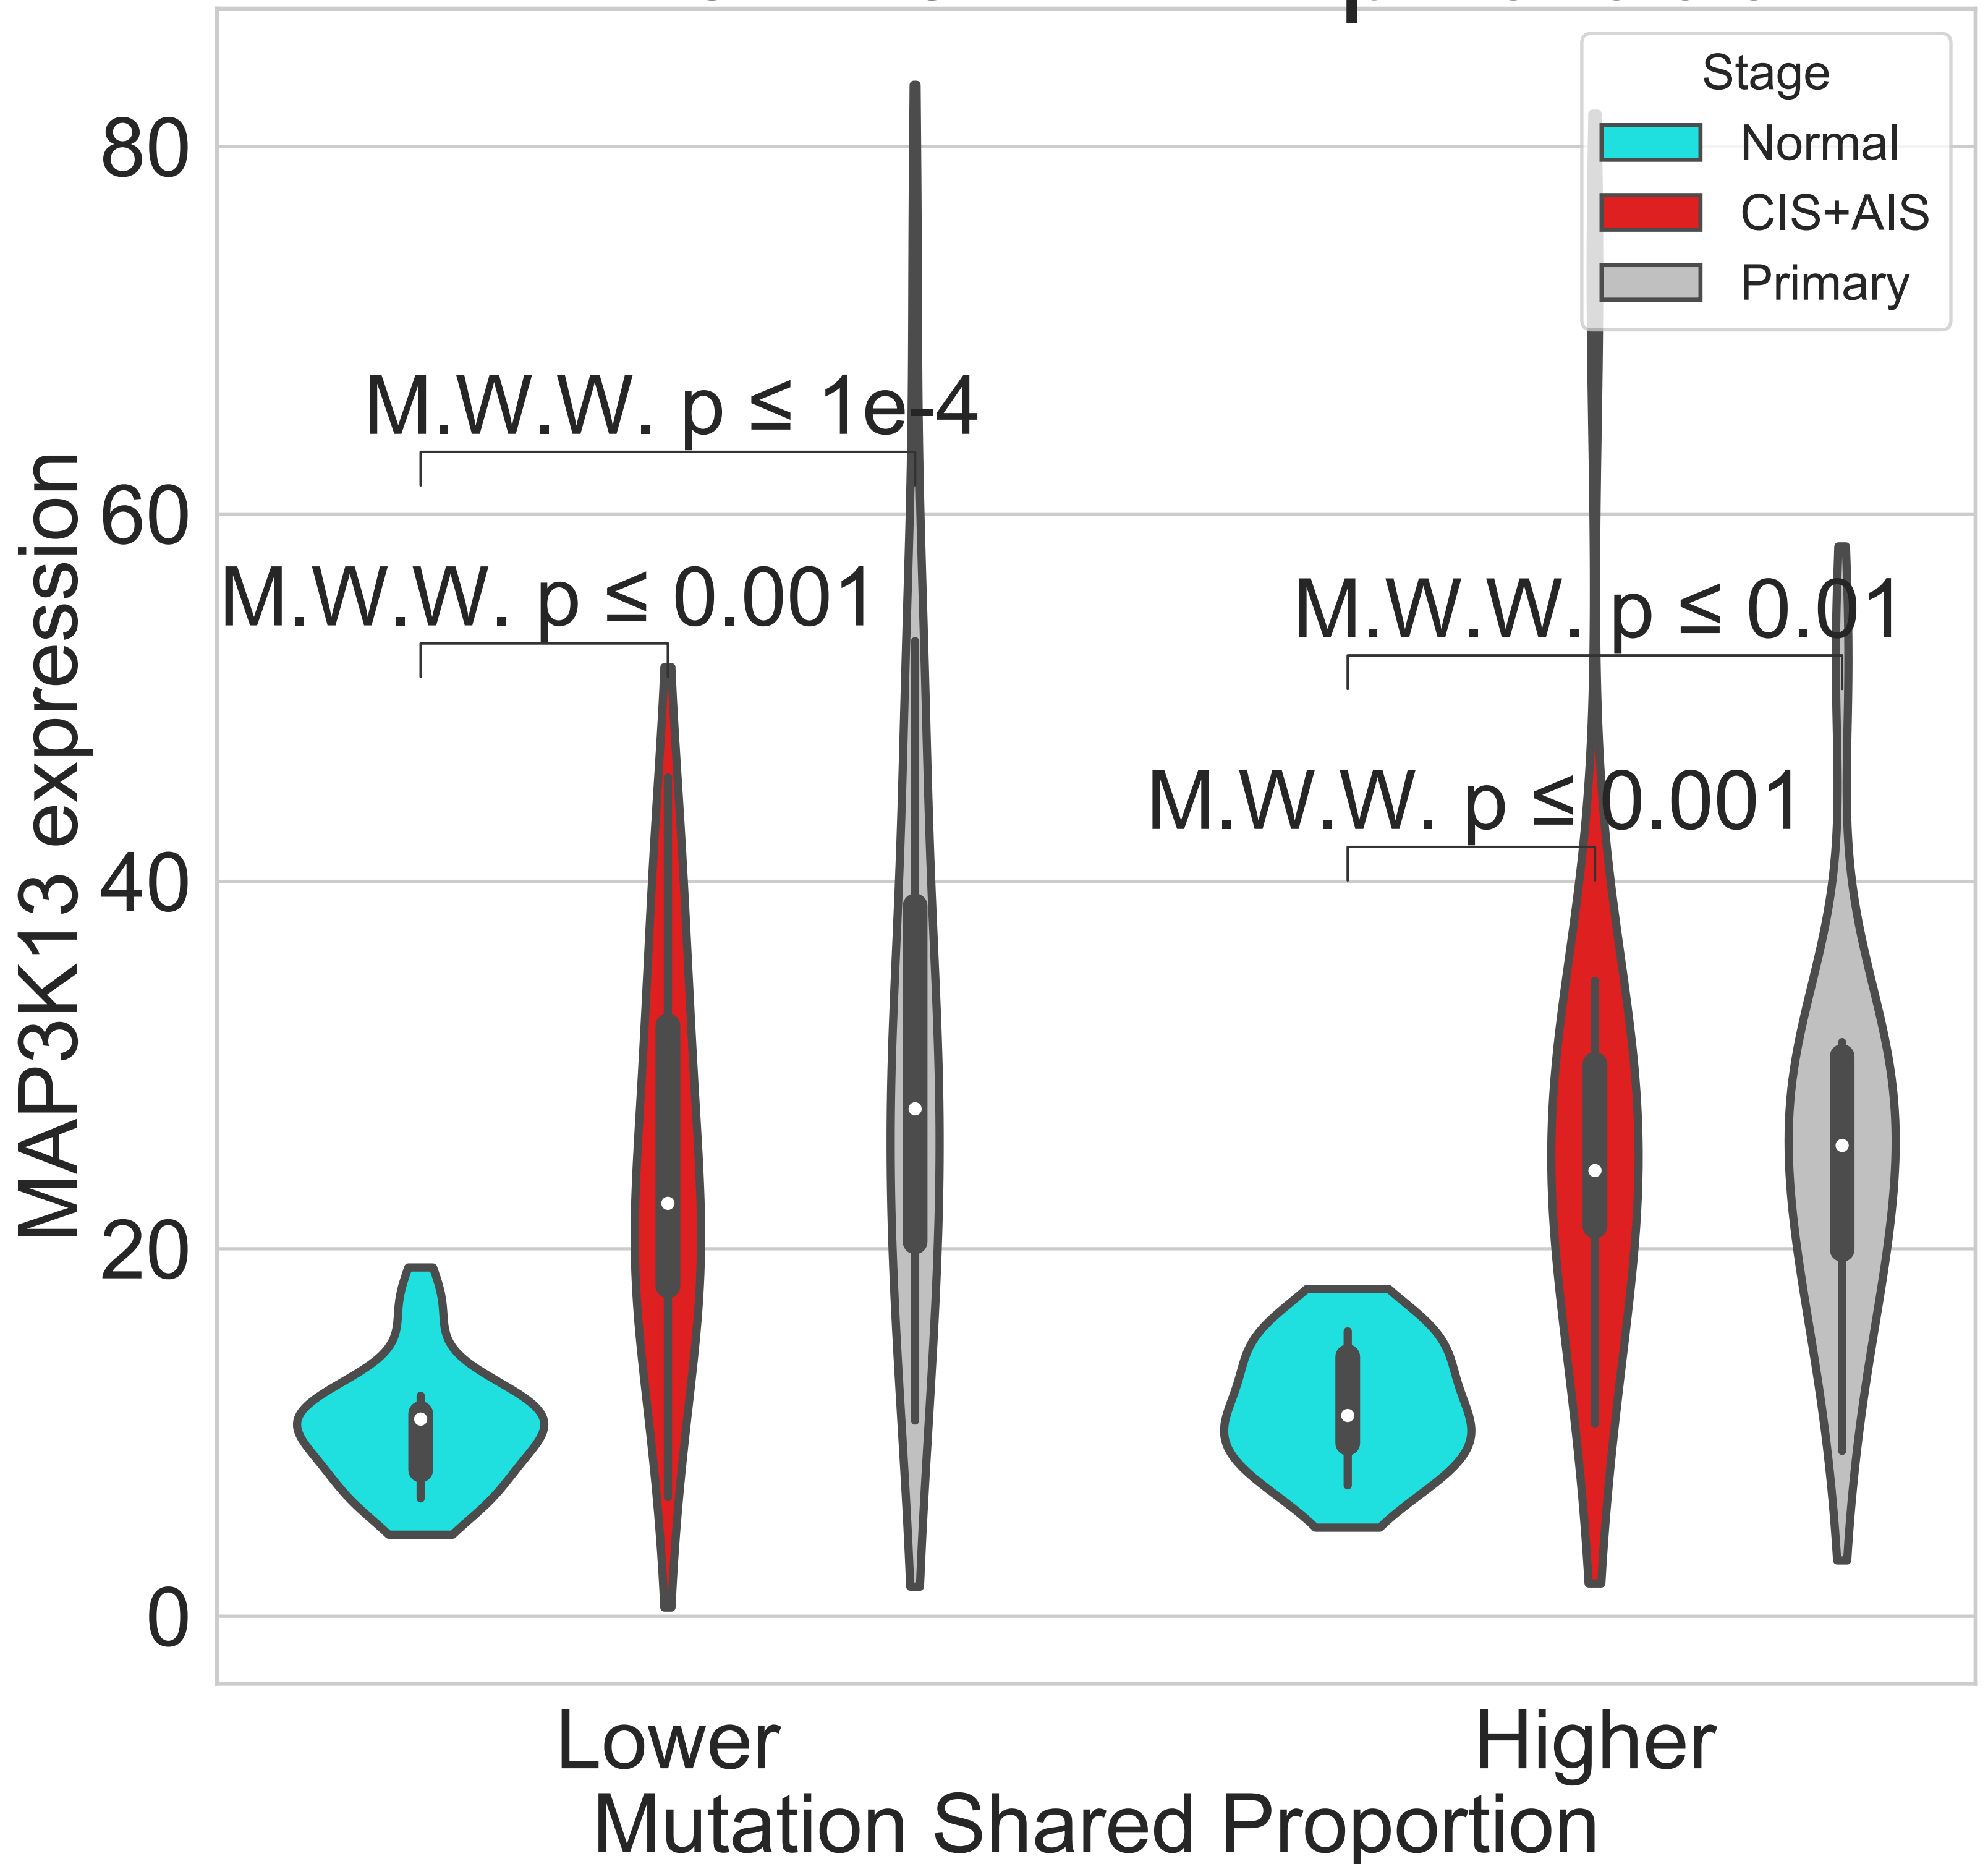 Stage
Normal
CIS+AIS
Primary
80
60
40
20
0
MAP3K13 expression
M.W.W. p ≤ 1e-4
M.W.W. p ≤ 0.001
M.W.W. p ≤ 0.01
M.W.W. p ≤ 0.001
Lower
Higher
Mutation Shared Proportion